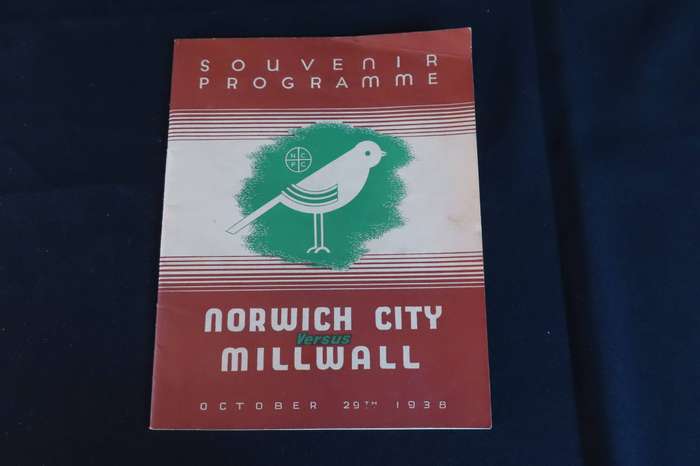 SOUVENIR
PROGRAMME
N C
F C
NORWICH CITY
Versus
MILLWALL
OCTOBER 29TH 1938